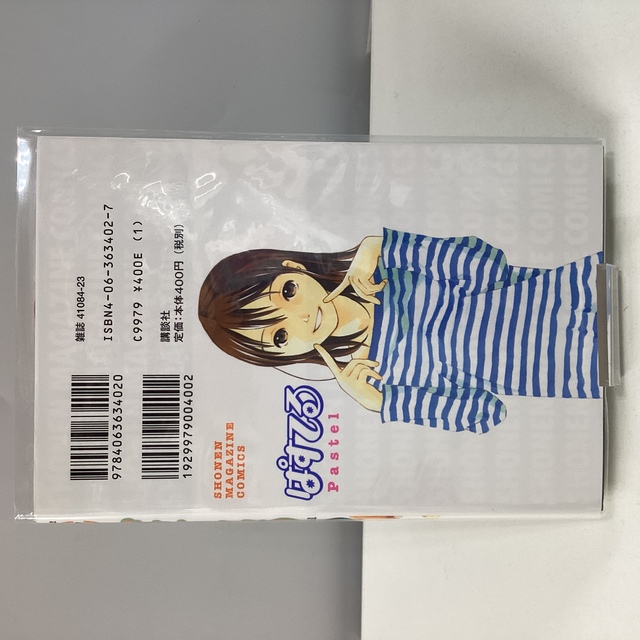 ぱすてる
Pastel
SHONEN
MAGAZINE
COMICS
9784063634020
1929979004002
雑誌 41084-23
ISBN4-06-363402-7
C9979 ¥400E (1)
講談社
定価:本体400円 (税別)